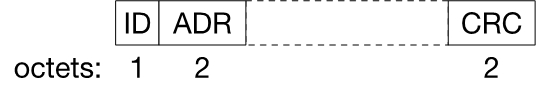 ID ADR CRC
octets: 1 2 2